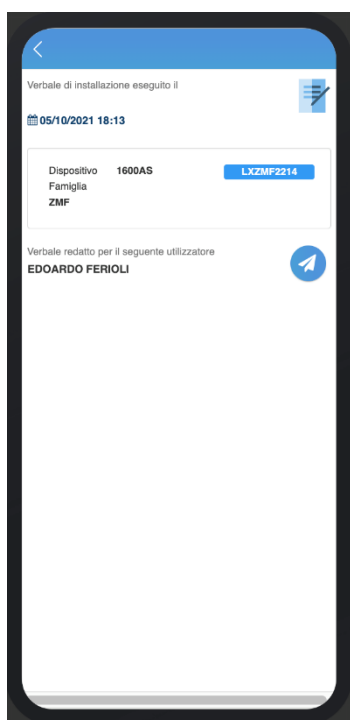 Verbale di installazione eseguito il
05/10/2021 18:13
Dispositivo 1600AS LXZMF2214
Famiglia
ZMF
Verbale redatto per il seguente utilizzatore
EDOARDO FERIOLI